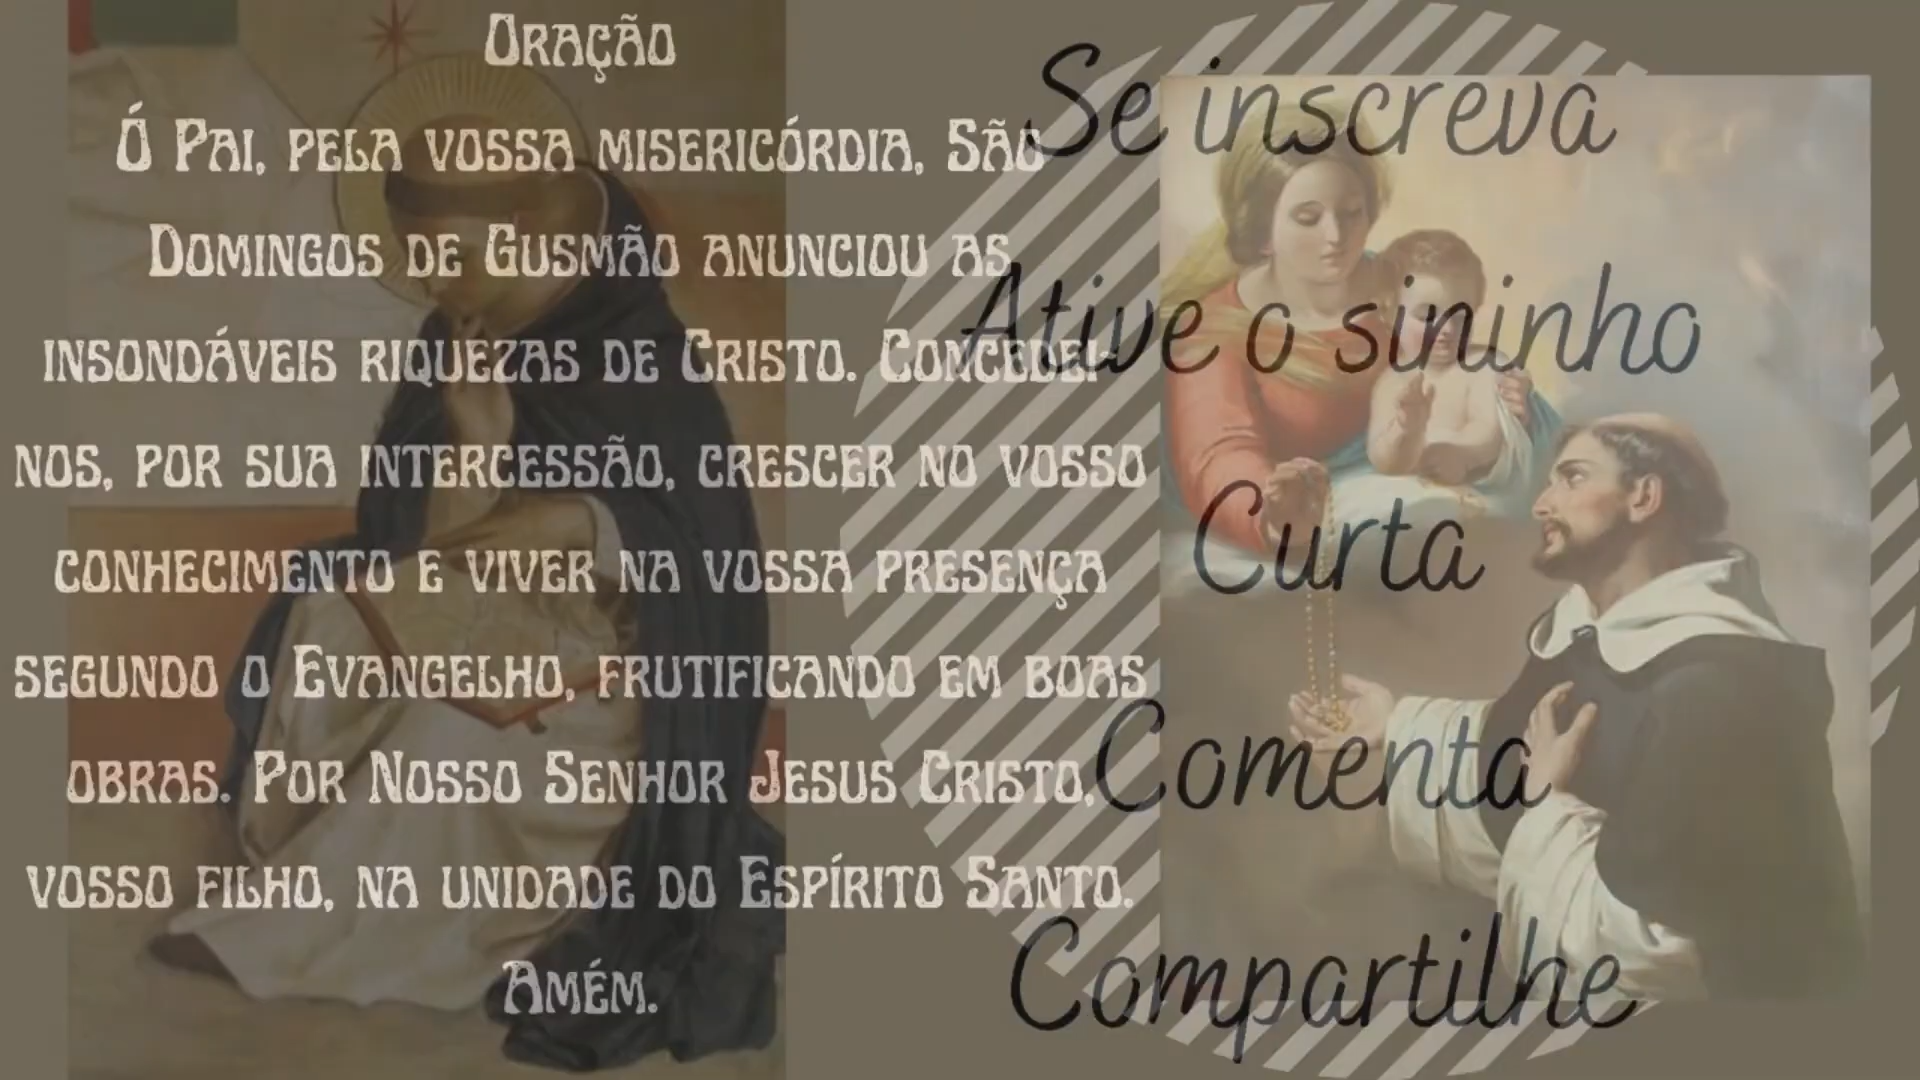 Oração
Ó Pai, pela vossa misericórdia, São
Domingos de Gusmão anunciou as
insondáveis riquezas de Cristo. Concedei-
nos, por sua intercessão, crescer no vosso
conhecimento e viver na vossa presença
segundo o Evangelho, frutificando em boas
obras. Por Nosso Senhor Jesus Cristo,
vosso filho, na unidade do Espírito Santo.
Amém.
Se inscreva
Ative o sininho
Curta
Comenta
Compartilhe